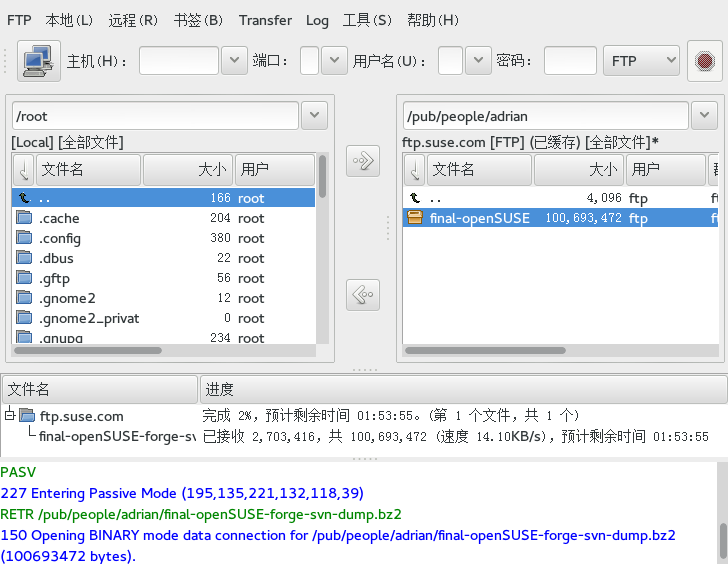 FTP 本地(L) 远程(R) 书签(B) Transfer Log 工具(S) 帮助(H)
主机(H): 端口: 用户名(U): 密码: FTP
/root
[Local] [全部文件]
文件名 大小 用户
.. 166 root
.cache 204 root
.config 380 root
.dbus 22 root
.gftp 56 root
.gnome2 12 root
.gnome2_privat 0 root
.gnupg 234 root
/pub/people/adrian
ftp.suse.com [FTP] (已缓存) [全部文件]*
文件名 大小 用户
.. 4,096 ftp
final-openSUSE 100,693,472 ftp
文件名 进度
ftp.suse.com 完成 2%，预计剩余时间 01:53:55。(第 1 个文件，共 1 个)
final-openSUSE-forge-sv 已接收 2,703,416，共 100,693,472 (速度 14.10KB/s)，预计剩余时间 01:53:55
PASV
227 Entering Passive Mode (195,135,221,132,118,39)
RETR /pub/people/adrian/final-openSUSE-forge-svn-dump.bz2
150 Opening BINARY mode data connection for /pub/people/adrian/final-openSUSE-forge-svn-dump.bz2
(100693472 bytes).